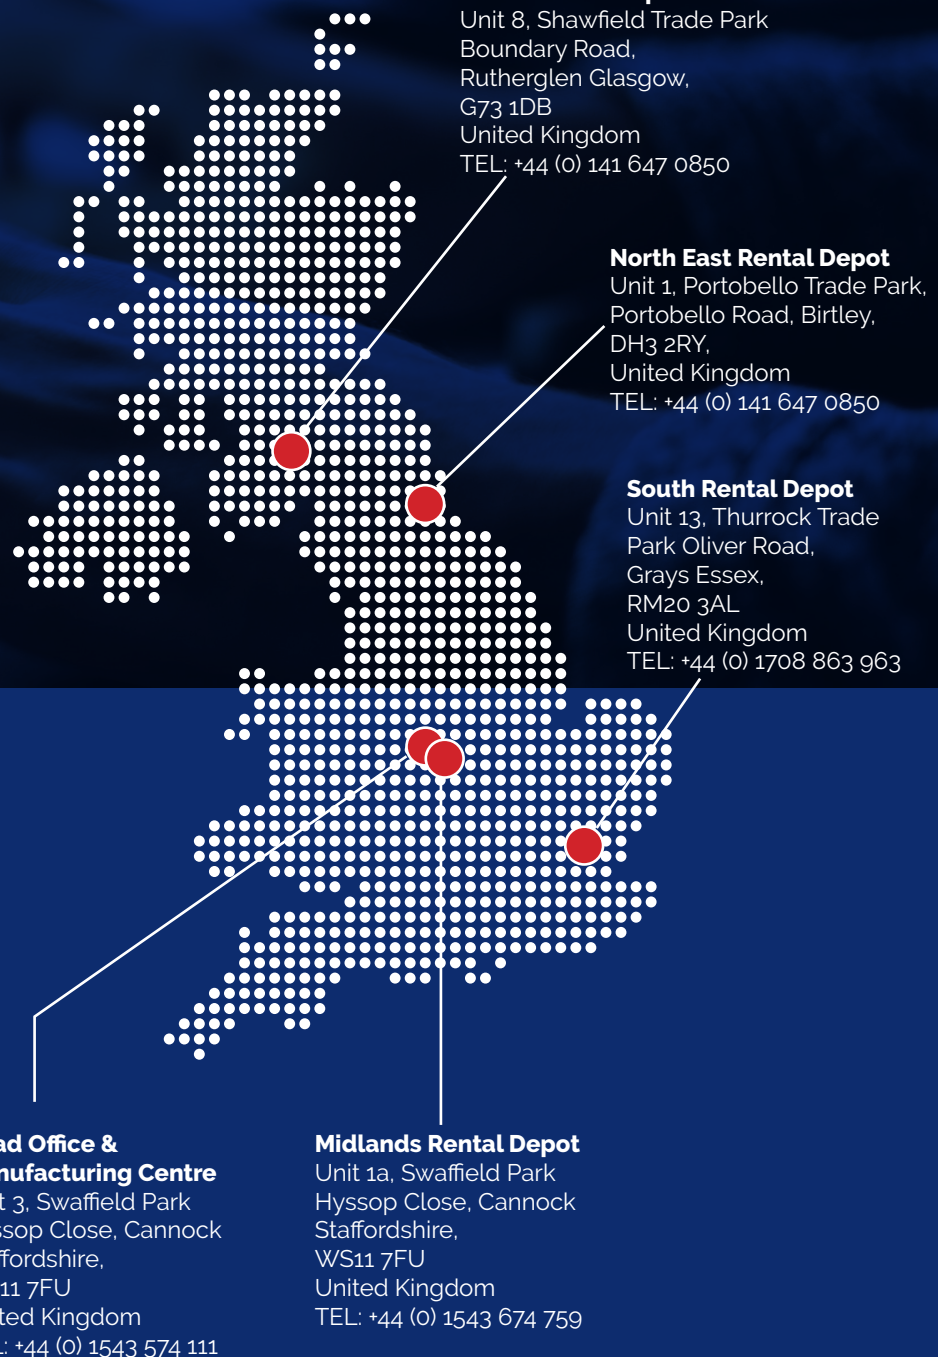 Unit 8, Shawfield Trade Park
Boundary Road,
Rutherglen Glasgow,
G73 1DB
United Kingdom
TEL: +44 (0) 141 647 0850
North East Rental Depot
Unit 1, Portobello Trade Park,
Portobello Road, Birtley,
DH3 2RY,
United Kingdom
TEL: +44 (0) 141 647 0850
South Rental Depot
Unit 13, Thurrock Trade
Park Oliver Road,
Grays Essex,
RM20 3AL
United Kingdom
TEL: +44 (0) 1708 863 963
ad Office &
nufacturing Centre
t 3, Swaffield Park
ssop Close, Cannock
ffordshire,
11 7FU
ted Kingdom
: +44 (0) 1543 574 111
Midlands Rental Depot
Unit 1a, Swaffield Park
Hyssop Close, Cannock
Staffordshire,
WS11 7FU
United Kingdom
TEL: +44 (0) 1543 674 759